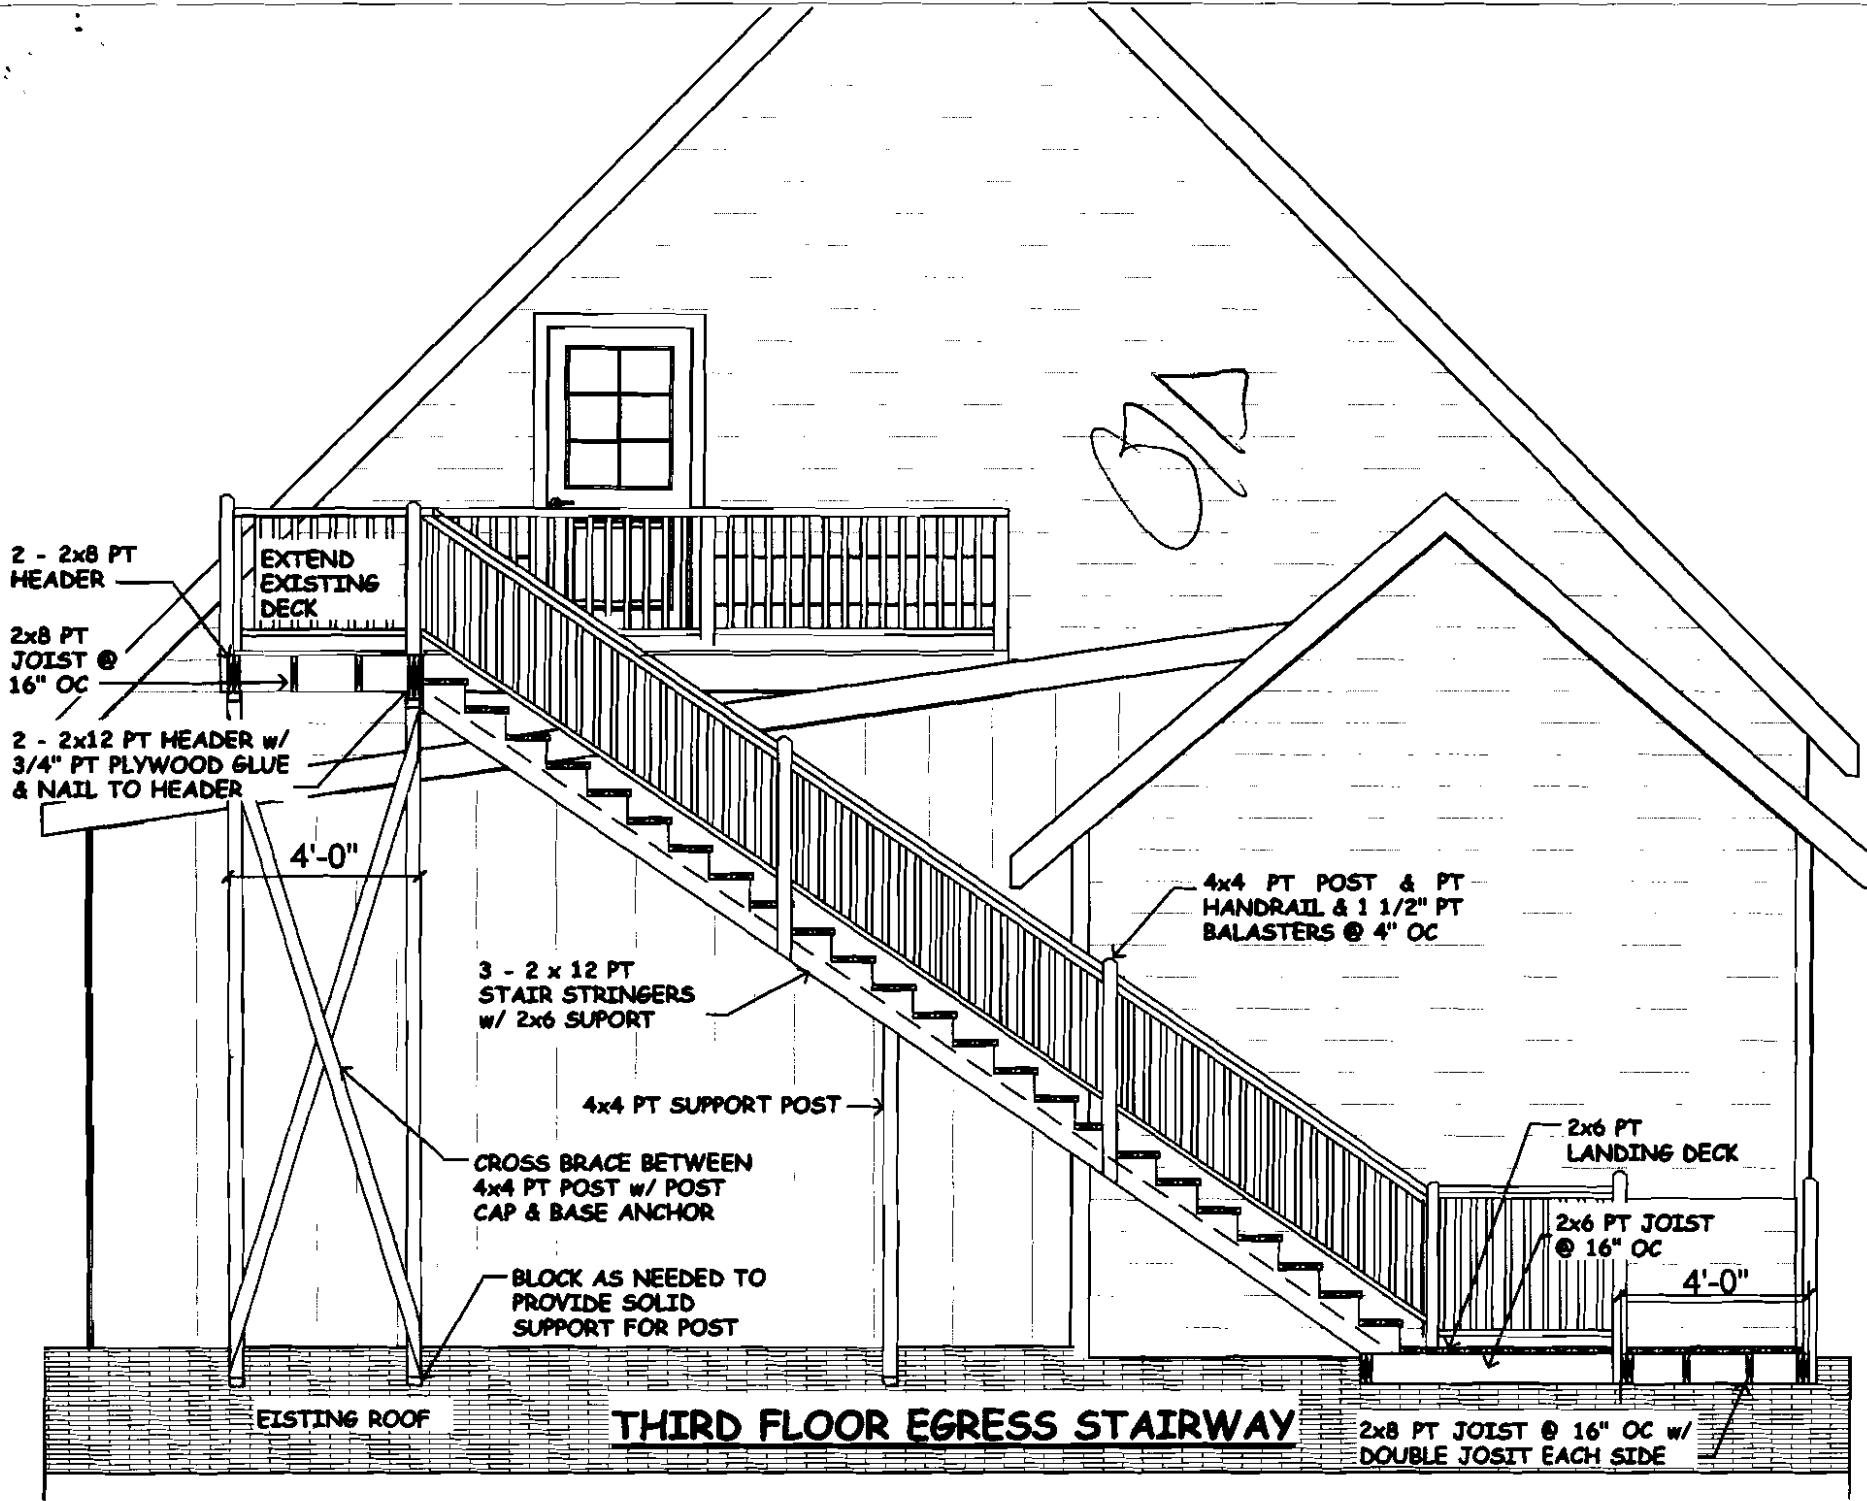 2 - 2x8 PT
HEADER
EXTEND
EXISTING
DECK
2x8 PT
JOIST @
16" OC
2 - 2x12 PT HEADER w/
3/4" PT PLYWOOD GLUE
& NAIL TO HEADER
4'-0"
4x4 PT POST & PT
HANDRAIL & 1 1/2" PT
BALASTERS @ 4" OC
3 - 2 x 12 PT
STAIR STRINGERS
w/ 2x6 SUPORT
4x4 PT SUPPORT POST
CROSS BRACE BETWEEN
4x4 PT POST w/ POST
CAP & BASE ANCHOR
2x6 PT
LANDING DECK
2x6 PT JOIST
@ 16" OC
4'-0"
BLOCK AS NEEDED TO
PROVIDE SOLID
SUPPORT FOR POST
EISTING ROOF
THIRD FLOOR EGRESS STAIRWAY
2x8 PT JOIST @ 16" OC w/
DOUBLE JOSIT EACH SIDE